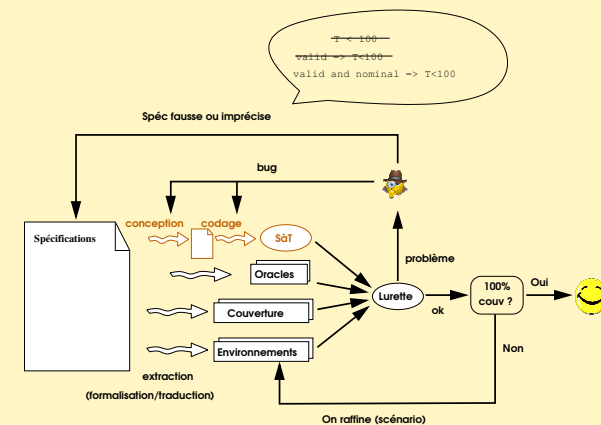 T < 100
valid => T<100
valid and nominal => T<100
Spéc fausse ou imprécise
bug
conception
codage
Spécifications
SàT
Oracles
problème
Lurette
100%
couv ?
Oui
ok
Couverture
Non
Environnements
extraction
(formalisation/traduction)
On raffine (scénario)